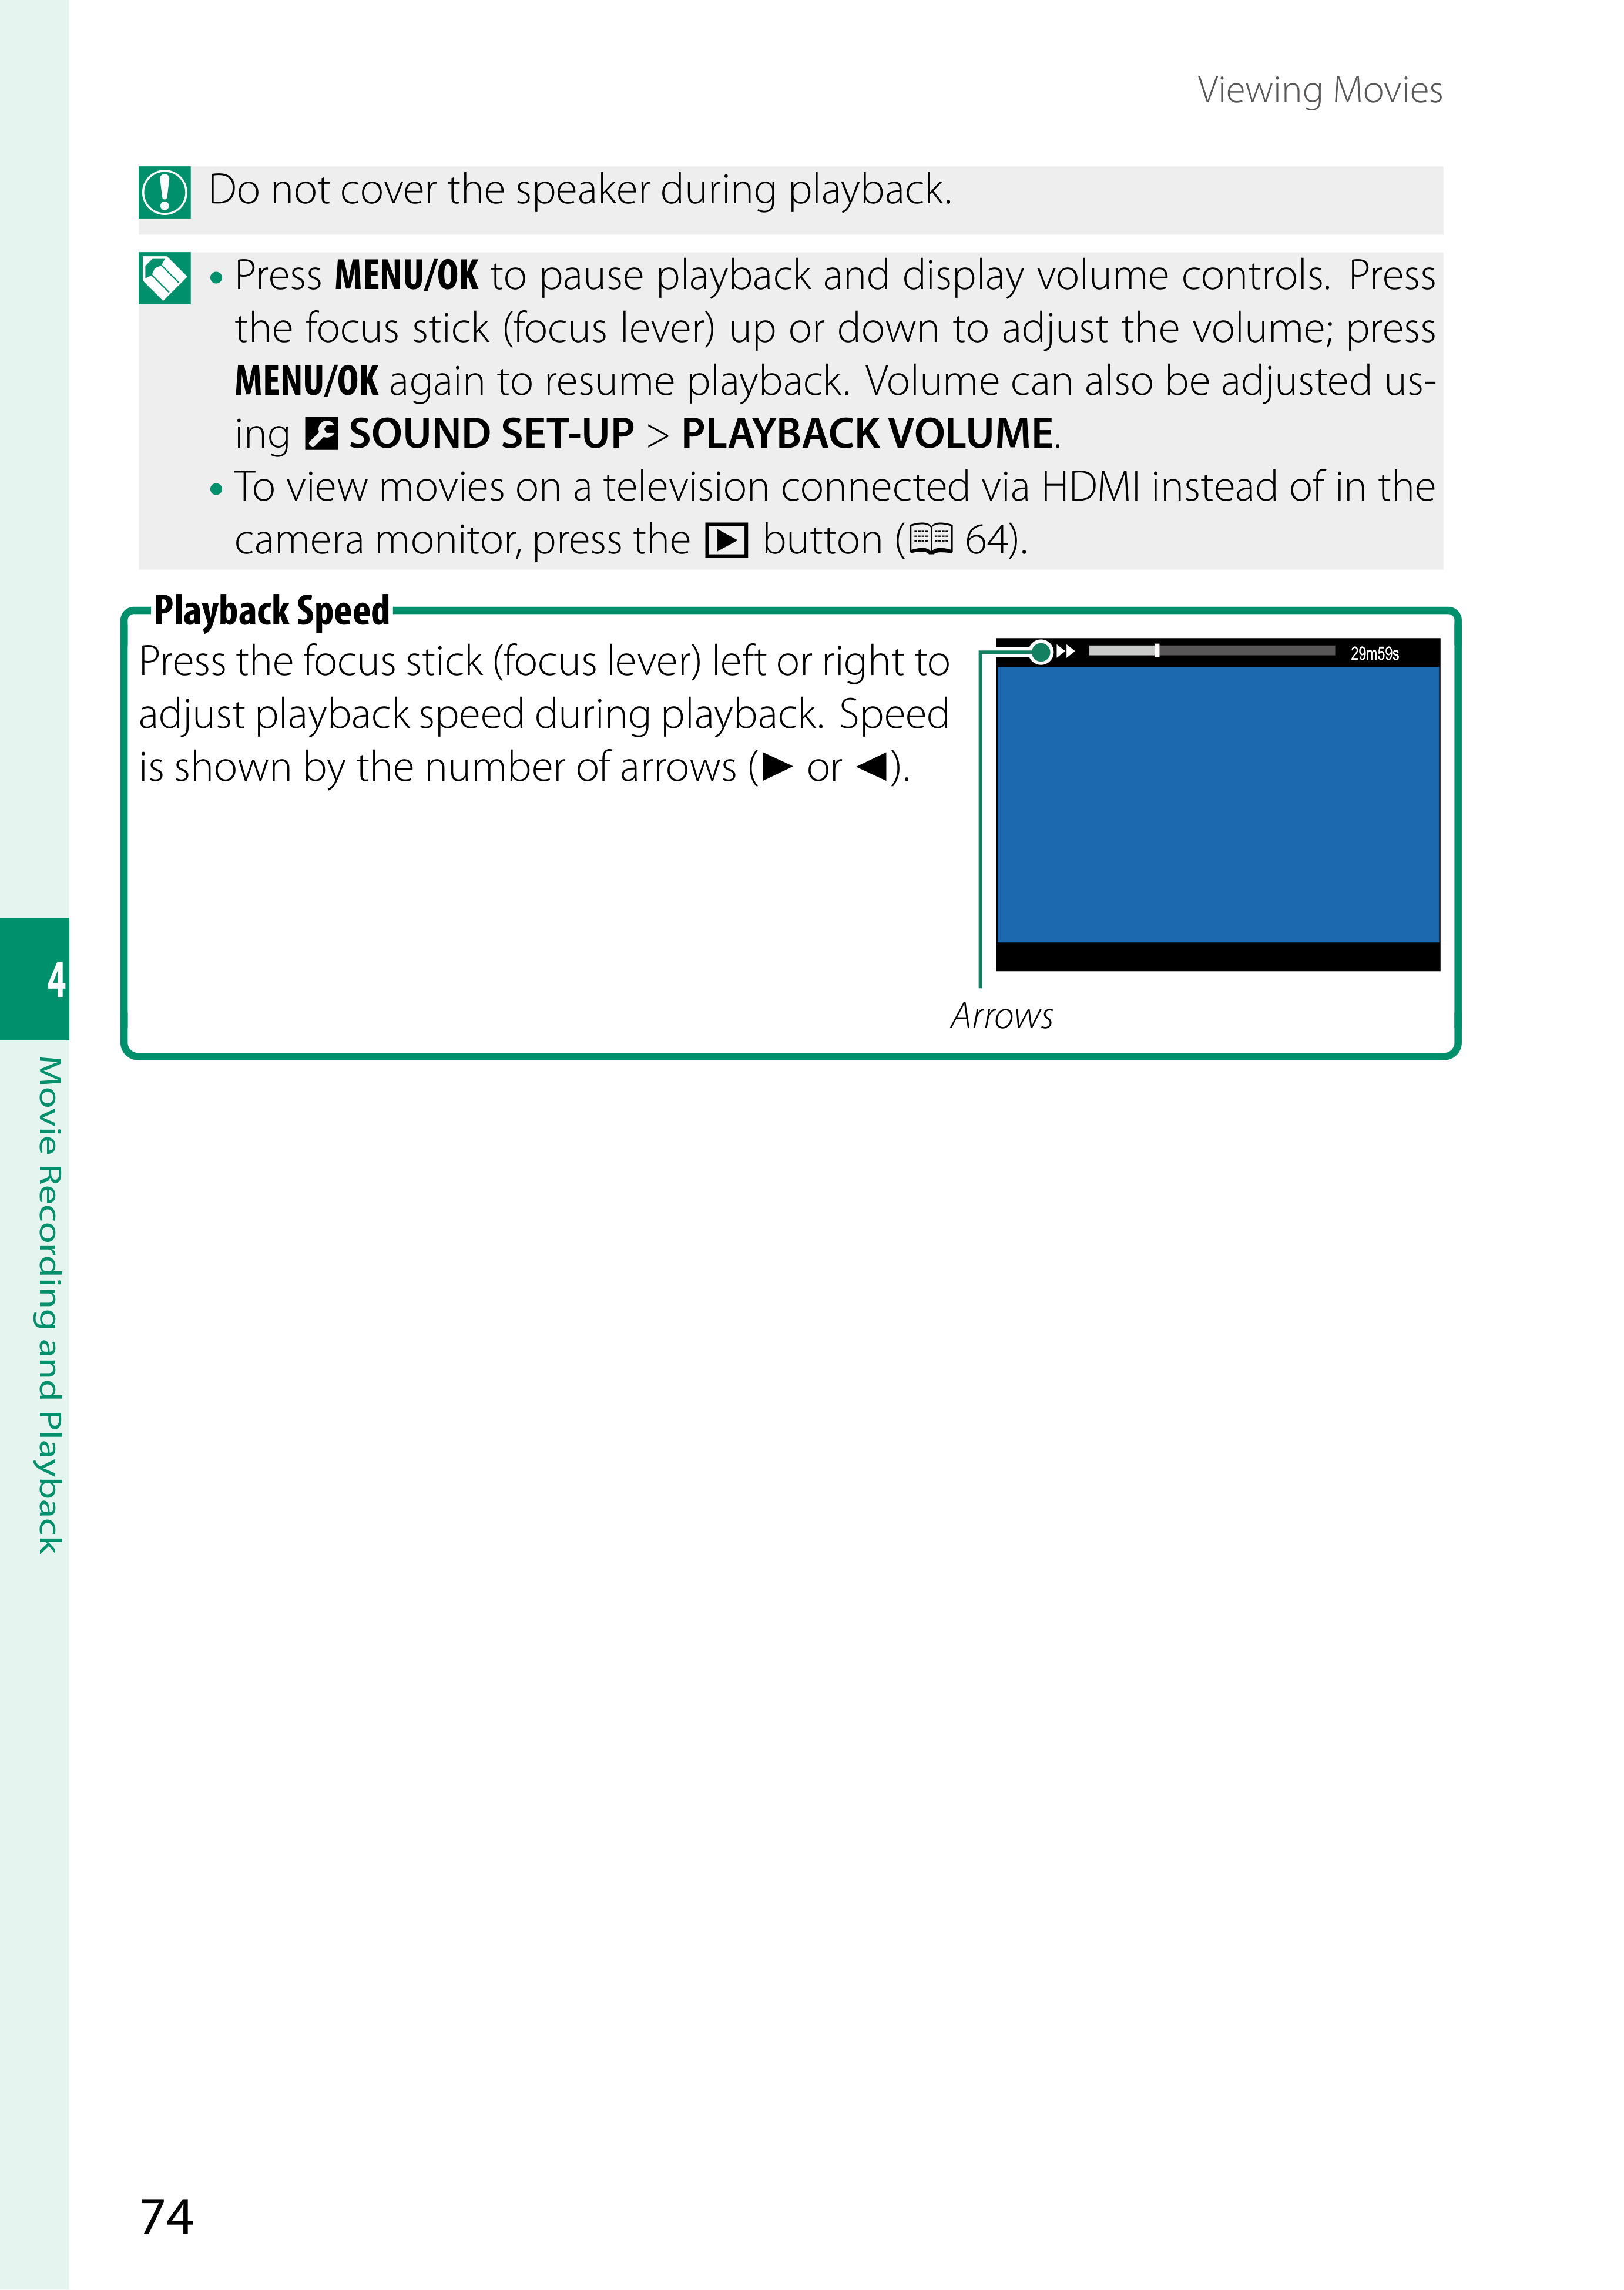 Viewing Movies
Do not cover the speaker during playback.
• Press MENU/OK to pause playback and display volume controls. Press
the focus stick (focus lever) up or down to adjust the volume; press
MENU/OK again to resume playback. Volume can also be adjusted us-
ing SOUND SET-UP > PLAYBACK VOLUME.
• To view movies on a television connected via HDMI instead of in the
camera monitor, press the button ( 64).
Playback Speed
Press the focus stick (focus lever) left or right to
adjust playback speed during playback. Speed
is shown by the number of arrows (▶ or ◀).
29m59s
Arrows
4
Movie Recording and Playback
74